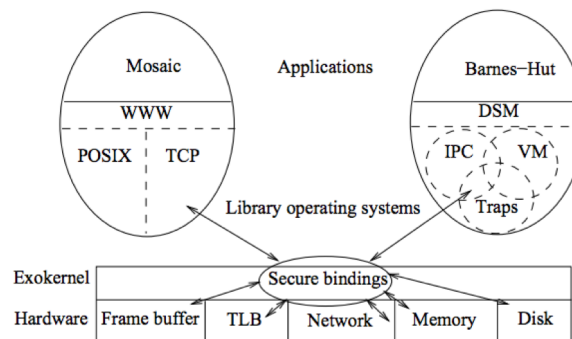 Mosaic
Applications
Barnes-Hut
WWW
DSM
POSIX
TCP
IPC
VM
Traps
Library operating systems
Exokernel
Secure bindings
Hardware
Frame buffer
TLB
Network
Memory
Disk